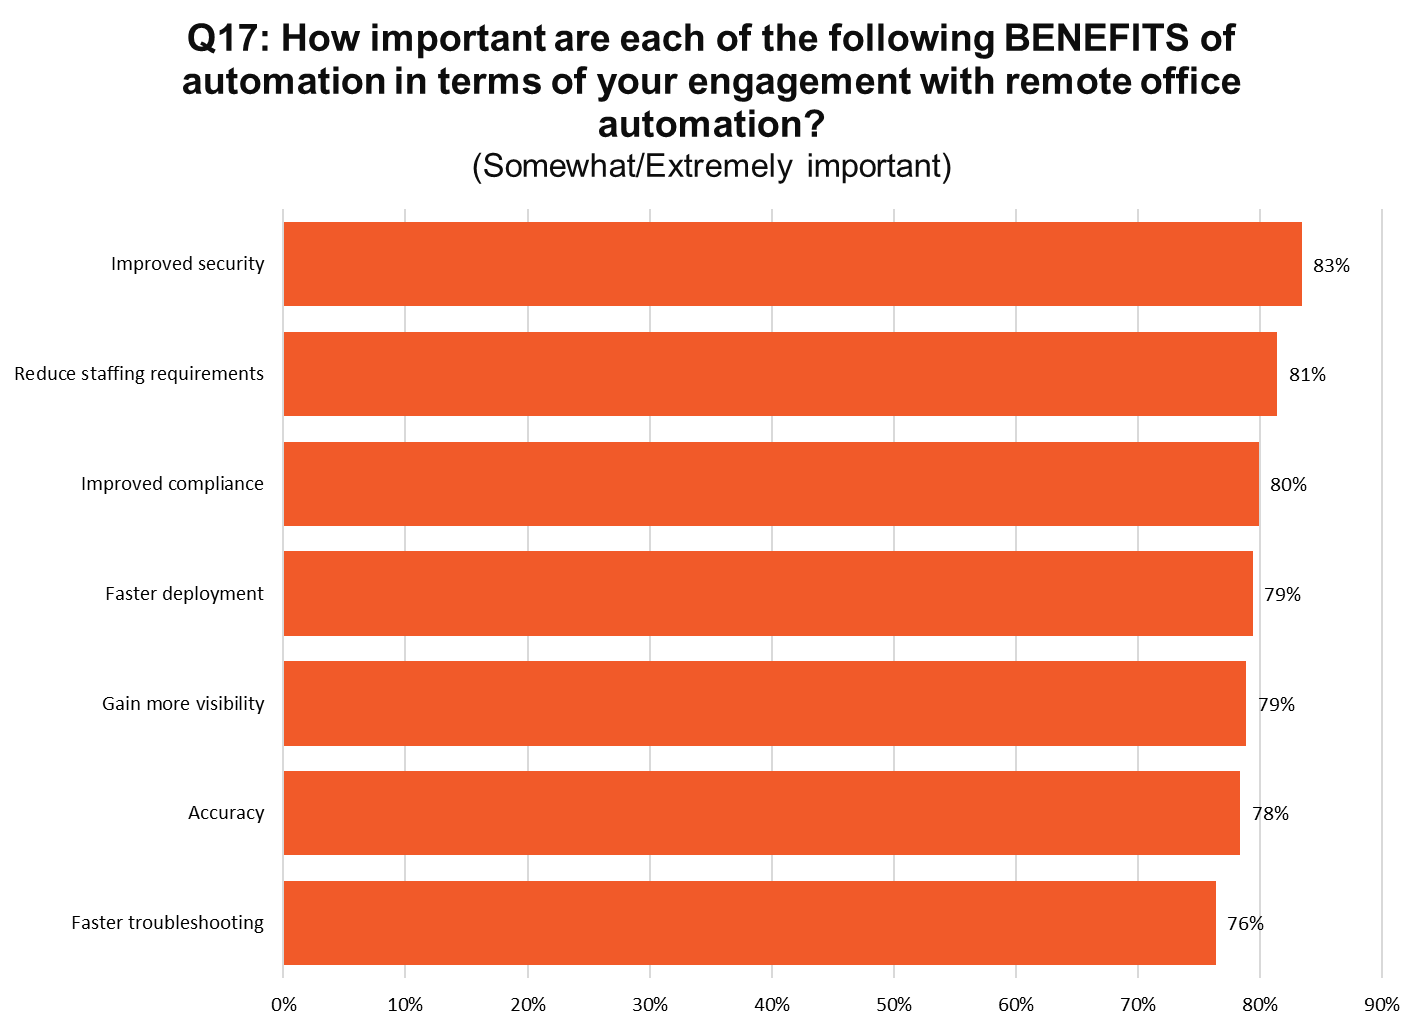 Q17: How important are each of the following BENEFITS of
automation in terms of your engagement with remote office
automation?
(Somewhat/Extremely important)
Improved security
83%
Reduce staffing requirements
81%
Improved compliance
80%
Faster deployment
79%
Gain more visibility
79%
Accuracy
78%
Faster troubleshooting
76%
0% 10% 20% 30% 40% 50% 60% 70% 80% 90%